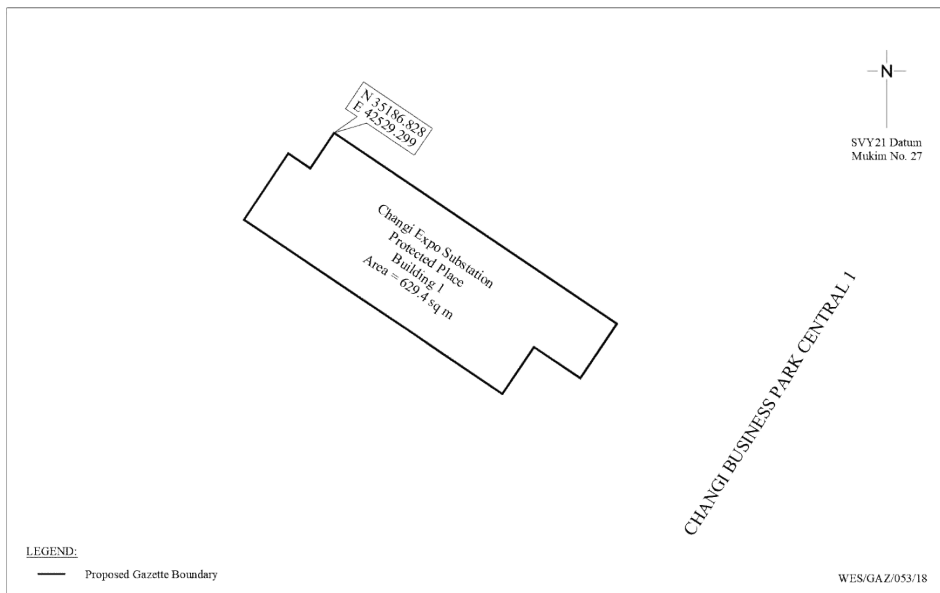 N 35186.828
E 42529.299
N
SVY21 Datum
Mukim No. 27
Changi Expo Substation
Protected Place
Building 1
Area = 629.4 sq m
CHANGI BUSINESS PARK CENTRAL 1
LEGEND:
Proposed Gazette Boundary
WES/GAZ/053/18